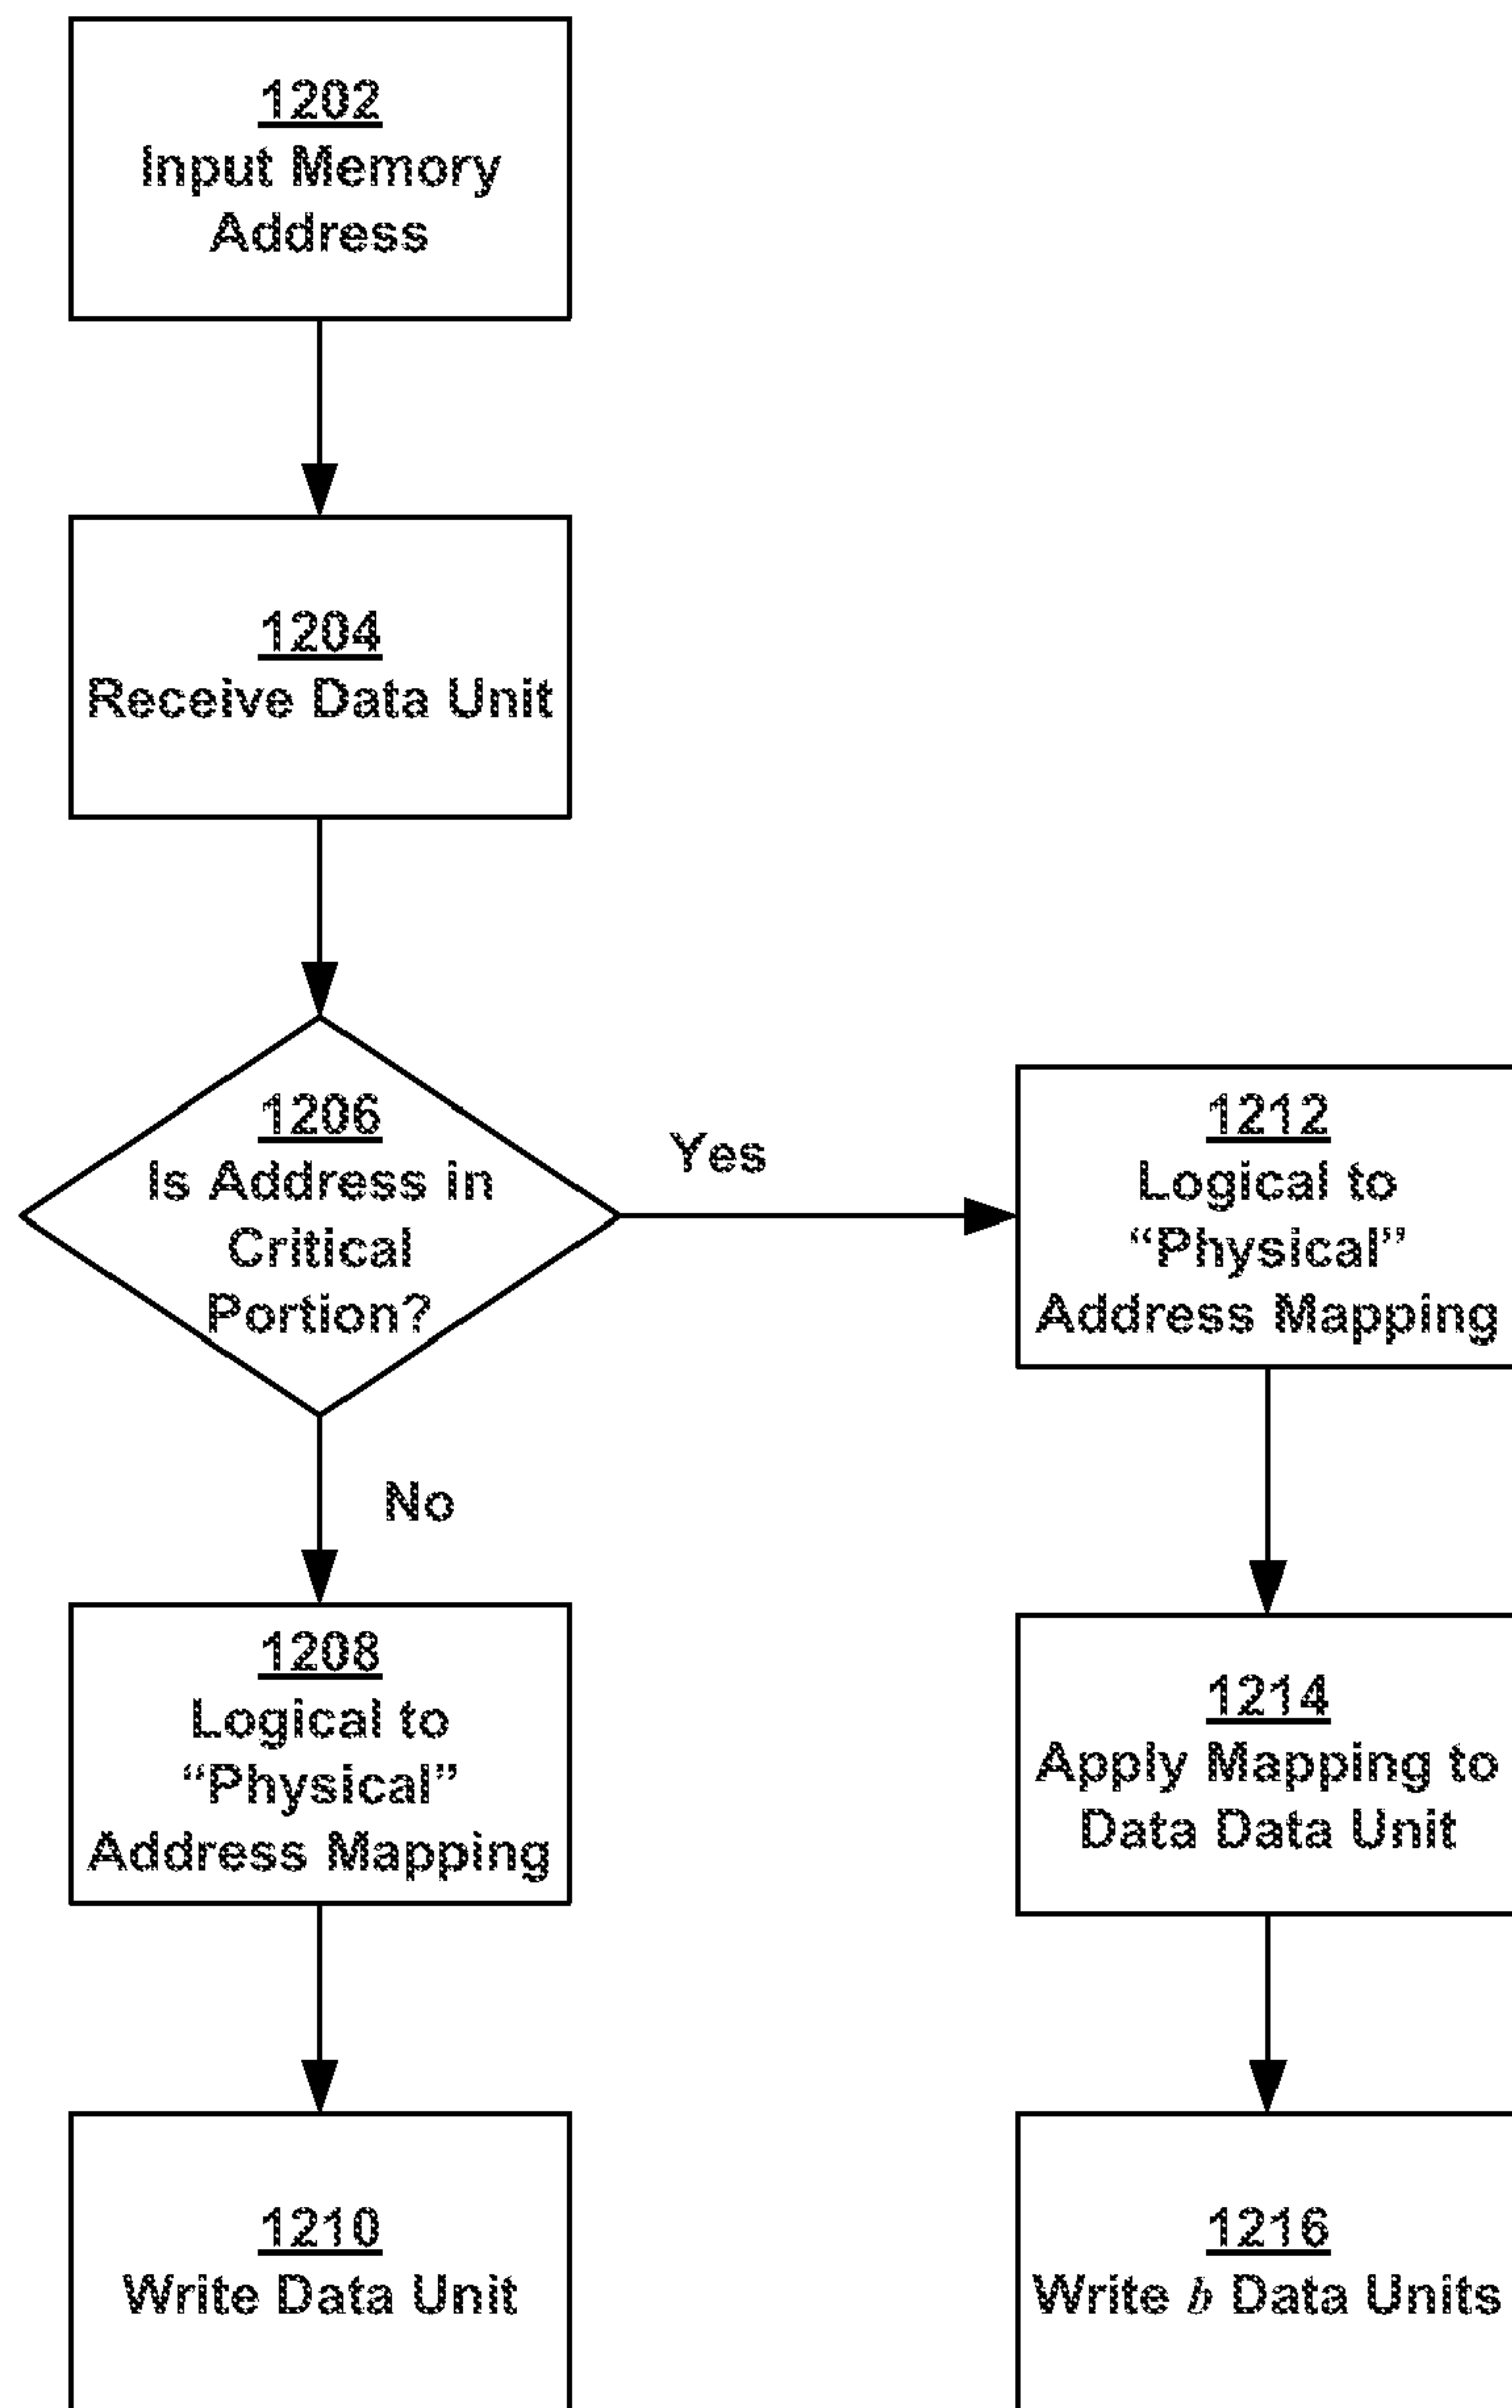 1202
Input Memory
Address
1204
Receive Data Unit
1206
Is Address in
Critical
Portion?
Yes
No
1212
Logical to
“Physical”
Address Mapping
1208
Logical to
“Physical”
Address Mapping
1214
Apply Mapping to
Data Data Unit
1210
Write Data Unit
1216
Write b Data Units